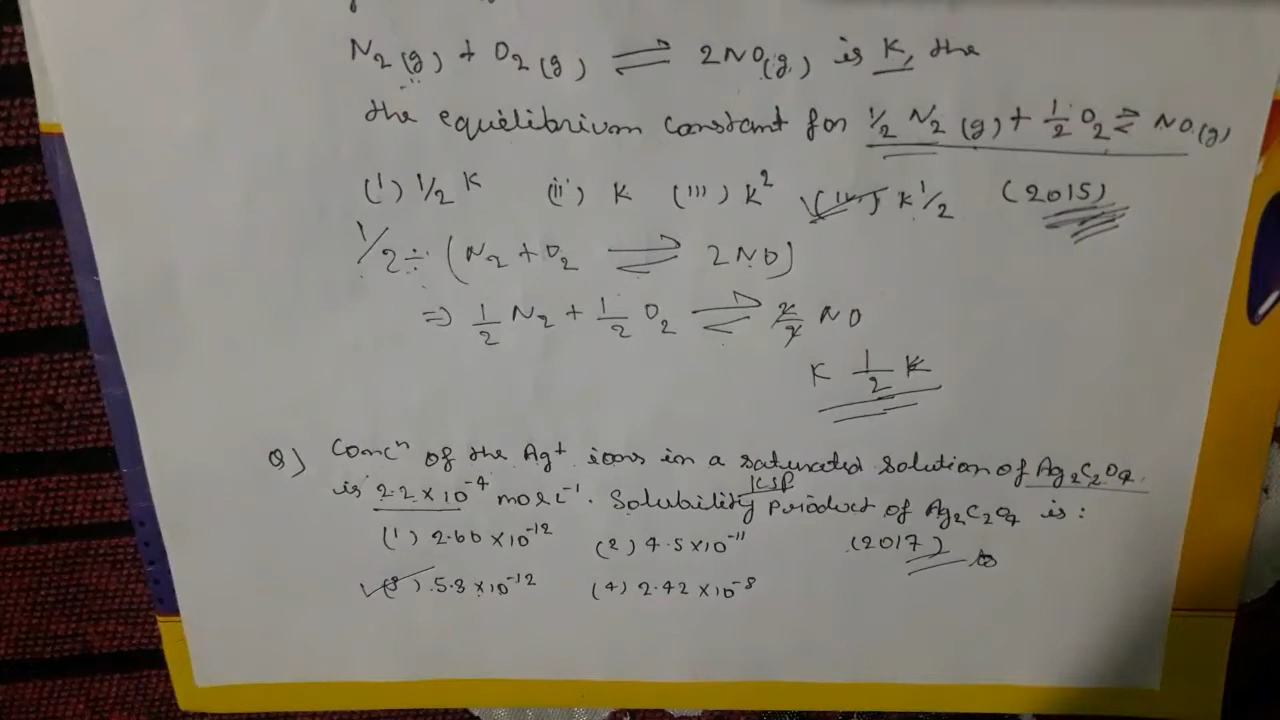 N₂(g) + O₂(g) ⇌ 2NO(g) is K, the
the equilibrium constant for ½ N₂(g) + ½ O₂ ⇌ NO(g)
(i) ½ K (ii) K (iii) K² (iv) K^1/2 (2015)
½ ÷ (N₂ + O₂ ⇌ 2NO)
⇒ ½ N₂ + ½ O₂ ⇌ 2/2 NO
K ½ K
Q) Concⁿ of the Ag⁺ ions in a saturated solution of Ag₂C₂O₄
is 2.2 × 10⁻⁴ mol L⁻¹. Solubility product of Ag₂C₂O₄ is:
Ksp
(1) 2.66 × 10⁻¹² (2) 4.5 × 10⁻¹¹ (2017)
(3) 5.3 × 10⁻¹² (4) 2.42 × 10⁻⁸